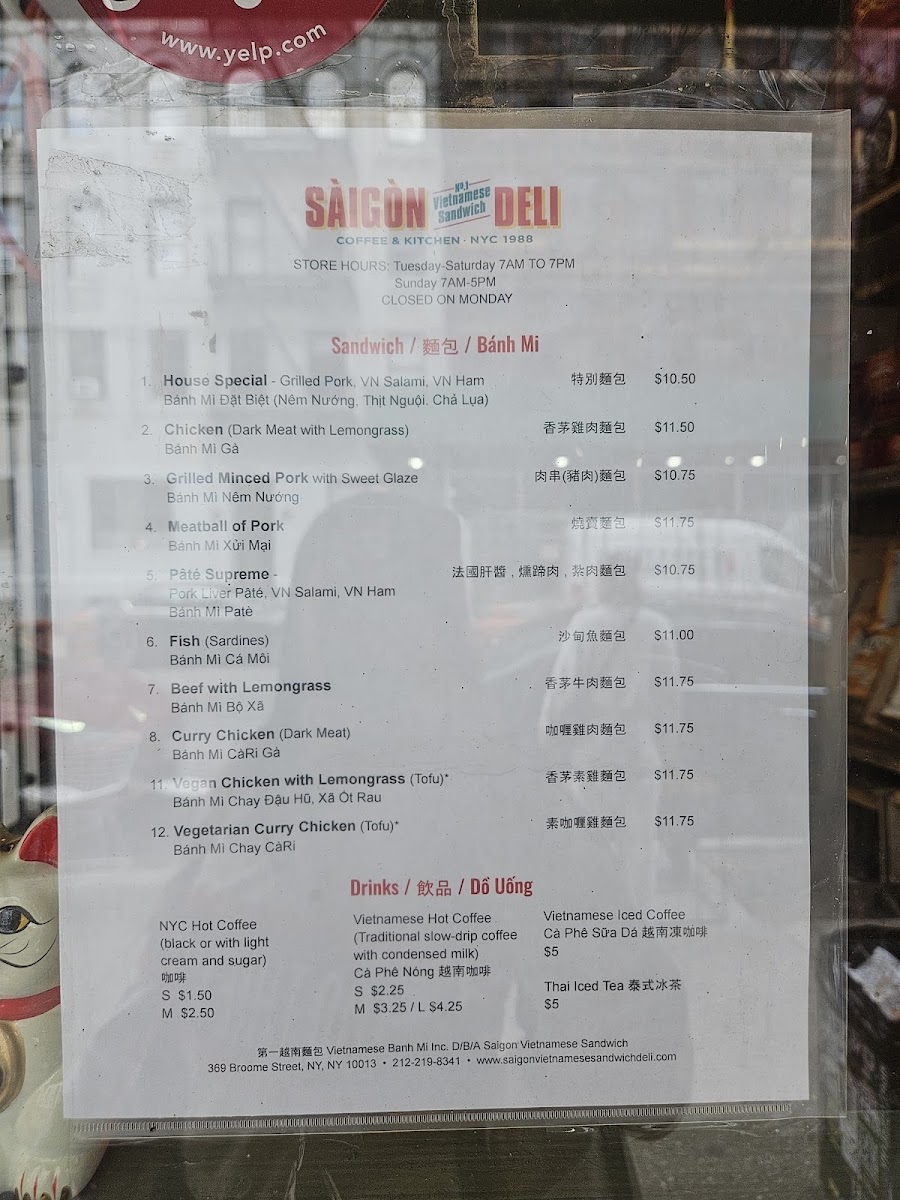 www.yelp.com
SÀIGÒN No.1 Vietnamese Sandwich DELI
COFFEE & KITCHEN · NYC 1988
STORE HOURS: Tuesday-Saturday 7AM TO 7PM
Sunday 7AM-5PM
CLOSED ON MONDAY
Sandwich / 麵包 / Bánh Mi
1. House Special - Grilled Pork, VN Salami, VN Ham 特別麵包 $10.50
Bánh Mì Đặt Biệt (Nêm Nướng, Thịt Nguội. Chả Lụa)
2. Chicken (Dark Meat with Lemongrass) 香茅雞肉麵包 $11.50
Bánh Mì Gà
3. Grilled Minced Pork with Sweet Glaze 肉串(豬肉)麵包 $10.75
Bánh Mì Nêm Nướng
4. Meatball of Pork 燒賣麵包 $11.75
Bánh Mì Xửi Mại
5. Pâté Supreme - 法國肝醬 , 燻蹄肉 , 紮肉麵包 $10.75
Pork Liver Pâté, VN Salami, VN Ham
Bánh Mì Patè
6. Fish (Sardines) 沙甸魚麵包 $11.00
Bánh Mì Cá Môi
7. Beef with Lemongrass 香茅牛肉麵包 $11.75
Bánh Mì Bộ Xã
8. Curry Chicken (Dark Meat) 咖喱雞肉麵包 $11.75
Bánh Mì CàRi Gà
11. Vegan Chicken with Lemongrass (Tofu)* 香茅素雞麵包 $11.75
Bánh Mì Chay Đậu Hũ, Xã Ôt Rau
12. Vegetarian Curry Chicken (Tofu)* 素咖喱雞麵包 $11.75
Bánh Mì Chay CàRi
Drinks / 飲品 / Dồ Uống
NYC Hot Coffee
(black or with light
cream and sugar)
咖啡
S $1.50
M $2.50
Vietnamese Hot Coffee
(Traditional slow-drip coffee
with condensed milk)
Cà Phê Nóng 越南咖啡
S $2.25
M $3.25 / L $4.25
Vietnamese Iced Coffee
Cà Phê Sữa Dá 越南凍咖啡
$5
Thai Iced Tea 泰式冰茶
$5
第一越南麵包 Vietnamese Banh Mi Inc. D/B/A Saigon Vietnamese Sandwich
369 Broome Street, NY, NY 10013 • 212-219-8341 • www.saigonvietnamesesandwichdeli.com